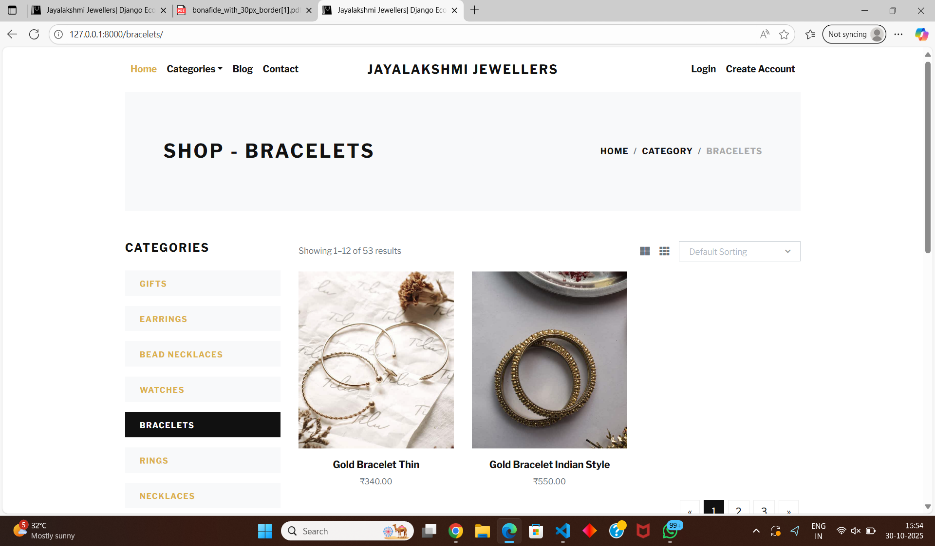 Jayalakshmi Jewellers| Django Ec
bonafide_with_30px_border[1].pd
Jayalakshmi Jewellers| Django Ec
127.0.0.1:8000/bracelets/
Not syncing
Home Categories Blog Contact
JAYALAKSHMI JEWELLERS
Login Create Account
SHOP - BRACELETS
HOME / CATEGORY / BRACELETS
CATEGORIES
Showing 1–12 of 53 results
Default Sorting
GIFTS
EARRINGS
BEAD NECKLACES
WATCHES
BRACELETS
RINGS
NECKLACES
Gold Bracelet Thin
₹340.00
Gold Bracelet Indian Style
₹550.00
« 1 2 3 »
5
32°C
Mostly sunny
Search
99+
ENG
IN
15:54
30-10-2025